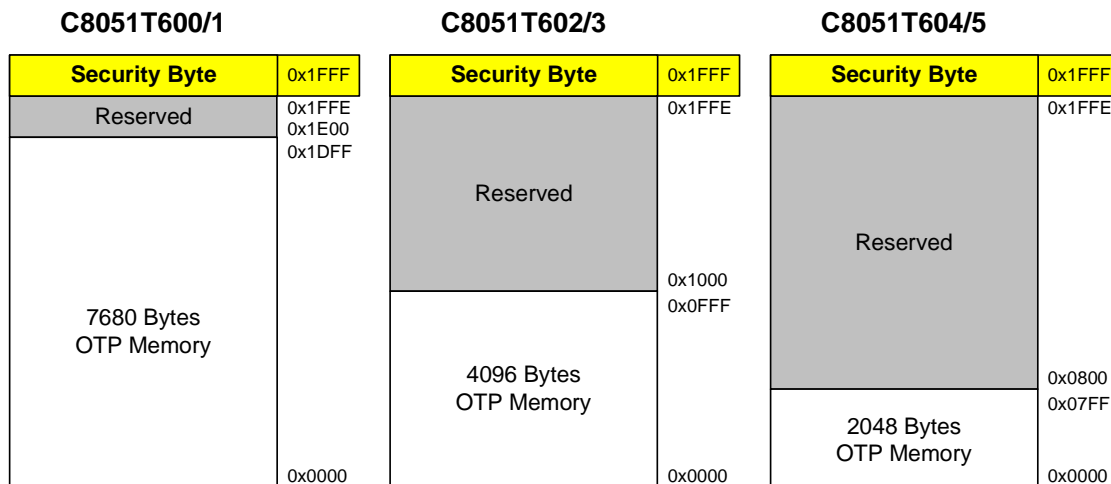 C8051T600/1
Security Byte
0x1FFF
Reserved
0x1FFE
0x1E00
0x1DFF
7680 Bytes
OTP Memory
0x0000
C8051T602/3
Security Byte
0x1FFF
0x1FFE
Reserved
0x1000
0x0FFF
4096 Bytes
OTP Memory
0x0000
C8051T604/5
Security Byte
0x1FFF
0x1FFE
Reserved
0x0800
0x07FF
2048 Bytes
OTP Memory
0x0000